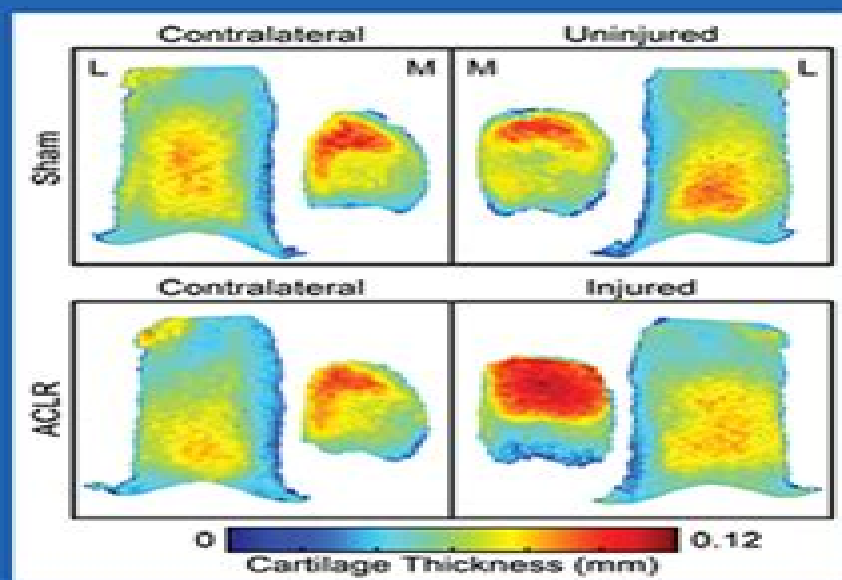 Contralateral Uninjured
L M M L
Sham
Contralateral Injured
ACLR
0 0.12
Cartilage Thickness (mm)